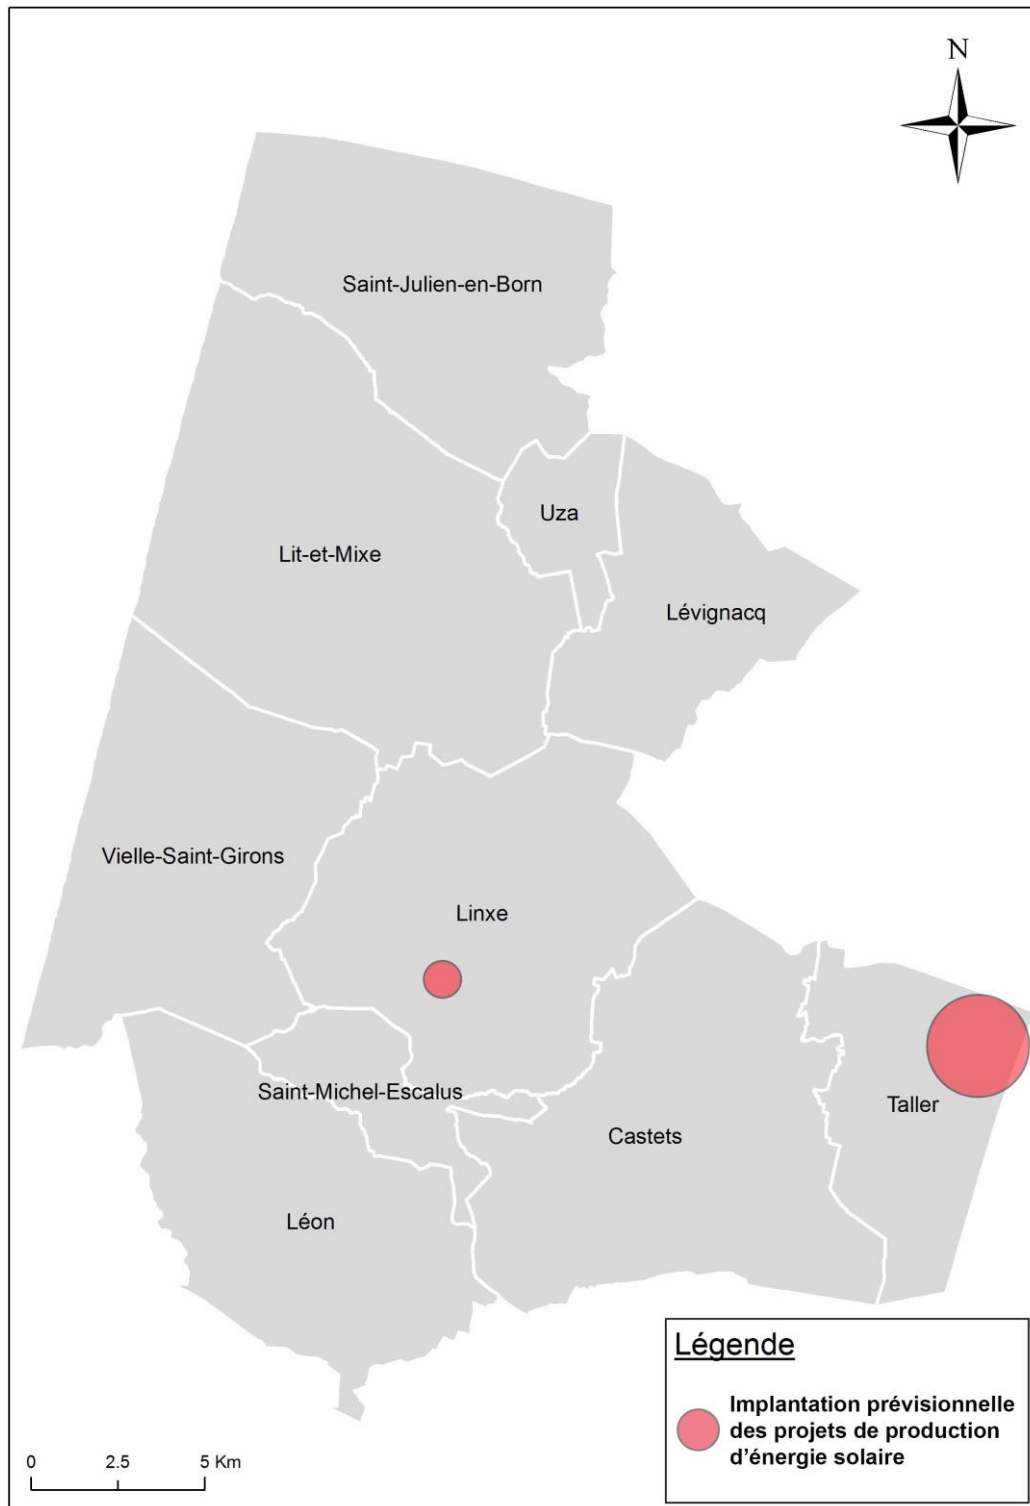 N
Saint-Julien-en-Born
Uza
Lit-et-Mixe
Lévignacq
Vielle-Saint-Girons
Linxe
Saint-Michel-Escalus
Taller
Castets
Léon
Légende
Implantation prévisionnelle
des projets de production
d'énergie solaire
0 2.5 5 Km